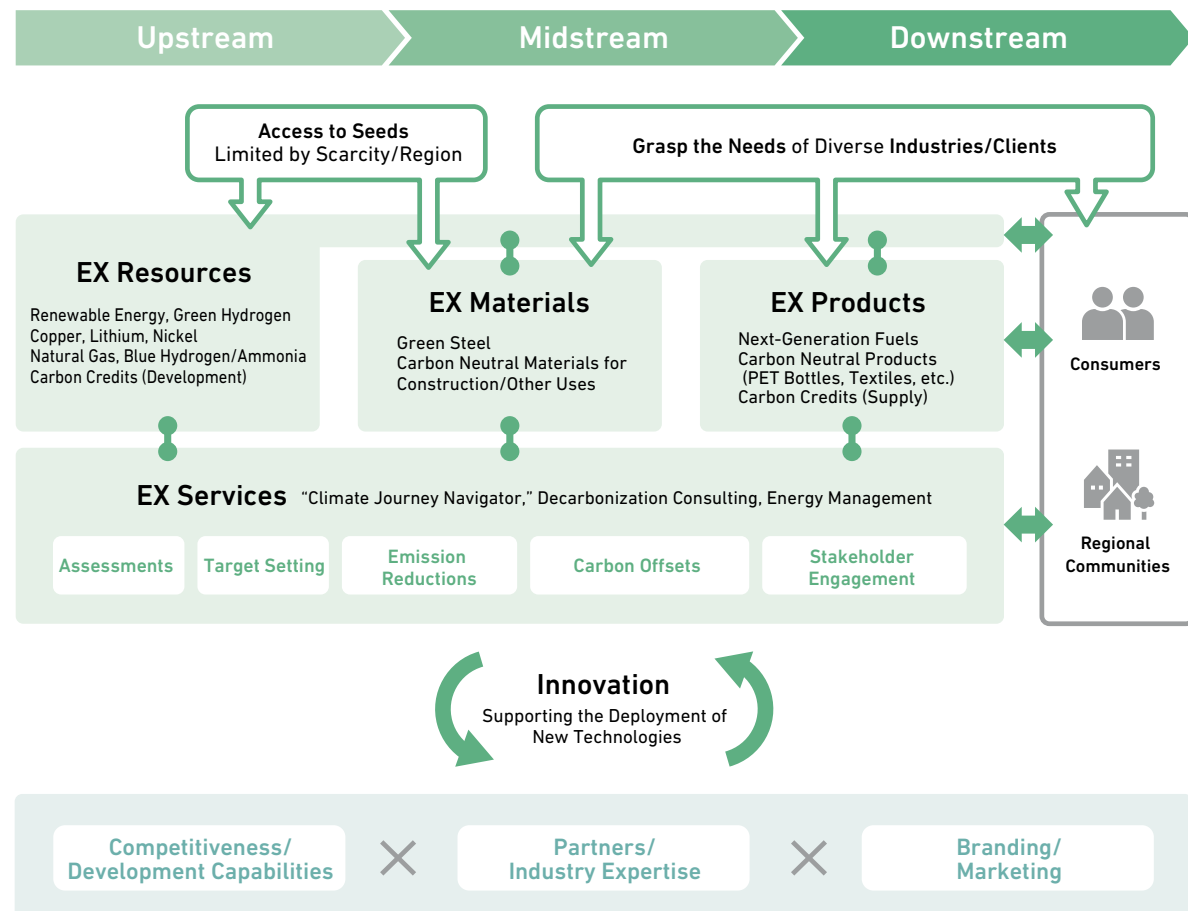 Upstream
Midstream
Downstream
Access to Seeds
Limited by Scarcity/Region
Grasp the Needs of Diverse Industries/Clients
EX Resources
Renewable Energy, Green Hydrogen
Copper, Lithium, Nickel
Natural Gas, Blue Hydrogen/Ammonia
Carbon Credits (Development)
EX Materials
Green Steel
Carbon Neutral Materials for
Construction/Other Uses
EX Products
Next-Generation Fuels
Carbon Neutral Products
(PET Bottles, Textiles, etc.)
Carbon Credits (Supply)
Consumers
Regional
Communities
EX Services “Climate Journey Navigator,” Decarbonization Consulting, Energy Management
Assessments
Target Setting
Emission
Reductions
Carbon Offsets
Stakeholder
Engagement
Innovation
Supporting the Deployment of
New Technologies
Competitiveness/
Development Capabilities
×
Partners/
Industry Expertise
×
Branding/
Marketing